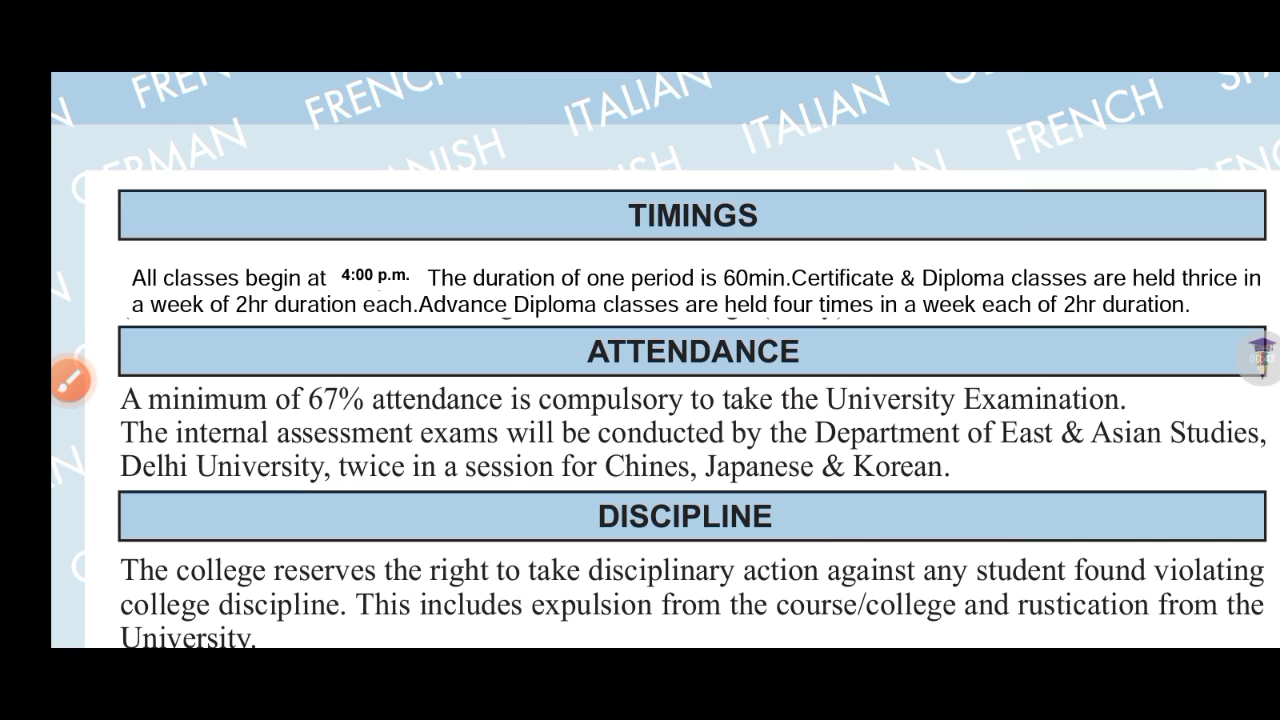 FRENCH
FRENCH
ITALIAN
ITALIAN
FRENCH
GERMAN
TIMINGS
All classes begin at 4:00 p.m. The duration of one period is 60min.Certificate & Diploma classes are held thrice in
a week of 2hr duration each.Advance Diploma classes are held four times in a week each of 2hr duration.
ATTENDANCE
A minimum of 67% attendance is compulsory to take the University Examination.
The internal assessment exams will be conducted by the Department of East & Asian Studies,
Delhi University, twice in a session for Chines, Japanese & Korean.
DISCIPLINE
The college reserves the right to take disciplinary action against any student found violating
college discipline. This includes expulsion from the course/college and rustication from the
University.